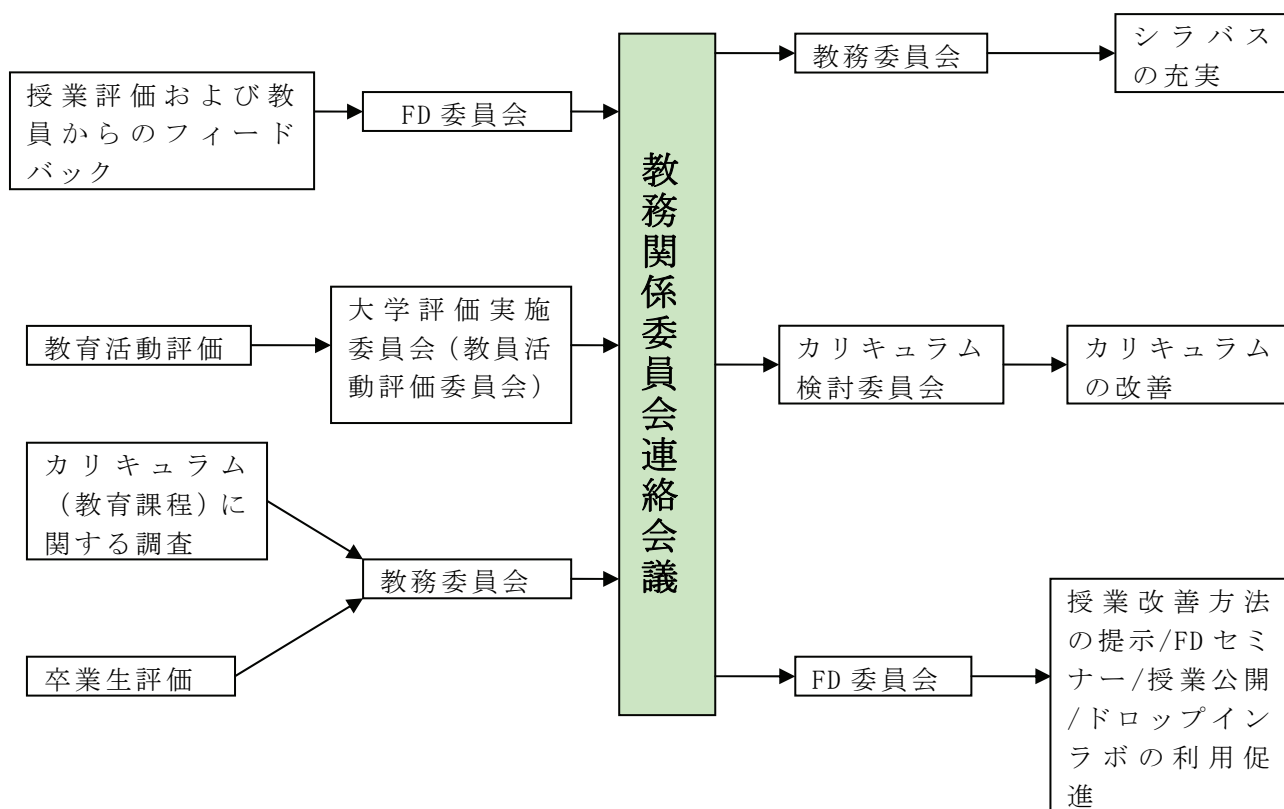 授業評価および教
員からのフィード
バック
FD委員会
教育活動評価
大学評価実施
委員会（教員活
動評価委員会）
カリキュラム
（教育課程）に
関する調査
教務委員会
卒業生評価
教務関係委員会連絡会議
教務委員会
シラバス
の充実
カリキュラム
検討委員会
カリキュラム
の改善
FD委員会
授業改善方法
の提示/FDセミ
ナー/授業公開
/ドロップイン
ラボの利用促
進